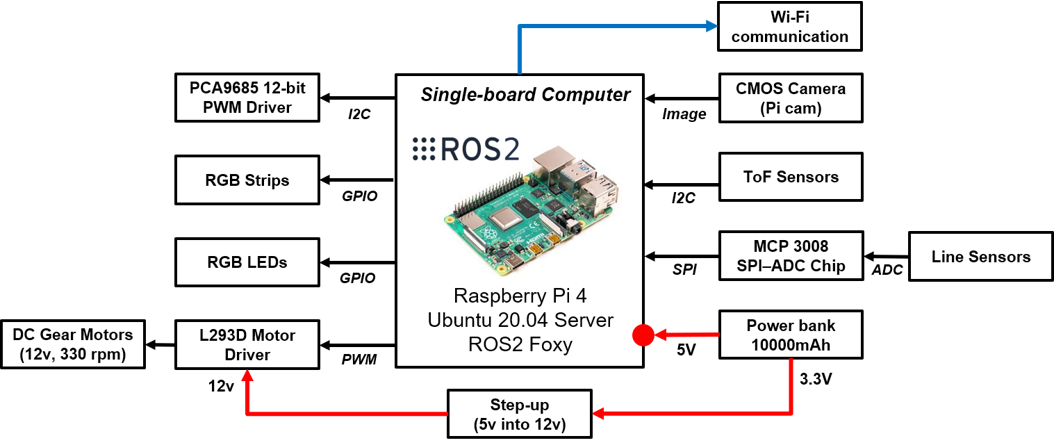 Wi-Fi
communication
PCA9685 12-bit
PWM Driver
I2C
Single-board Computer
Image
CMOS Camera
(Pi cam)
ROS2
RGB Strips
GPIO
I2C
ToF Sensors
RGB LEDs
GPIO
SPI
MCP 3008
SPI–ADC Chip
ADC
Line Sensors
Raspberry Pi 4
Ubuntu 20.04 Server
ROS2 Foxy
DC Gear Motors
(12v, 330 rpm)
L293D Motor
Driver
PWM
5V
Power bank
10000mAh
12v
3.3V
Step-up
(5v into 12v)